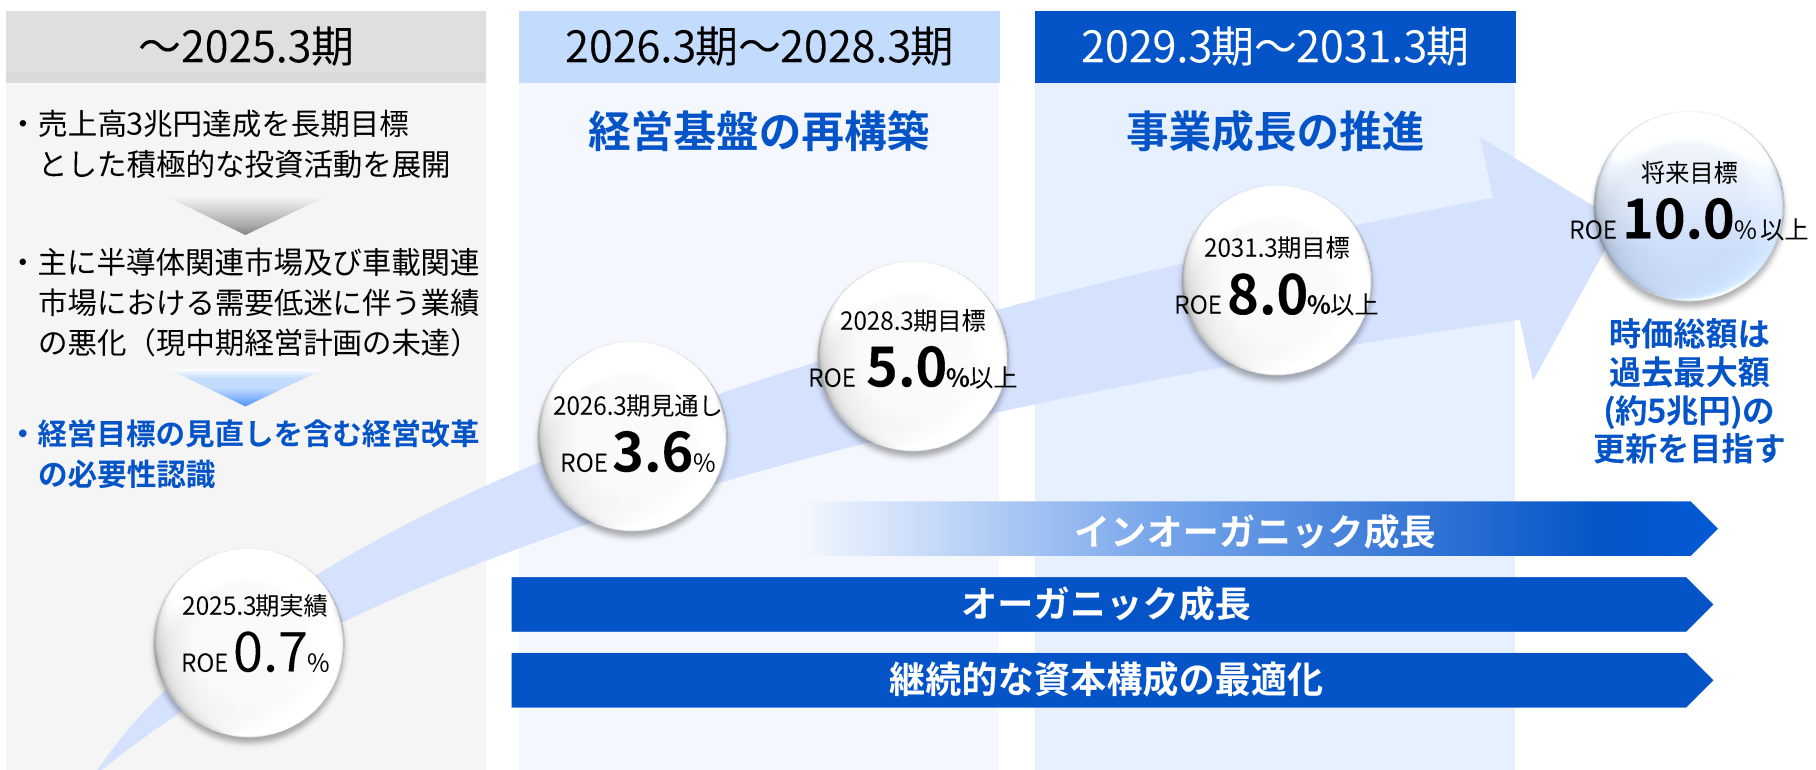 ～2025.3期
・売上高3兆円達成を長期目標
とした積極的な投資活動を展開
・主に半導体関連市場及び車載関連
市場における需要低迷に伴う業績
の悪化（現中期経営計画の未達）
・経営目標の見直しを含む経営改革
の必要性認識
2025.3期実績
ROE 0.7%
2026.3期～2028.3期
経営基盤の再構築
2026.3期見通し
ROE 3.6%
2028.3期目標
ROE 5.0%以上
2029.3期～2031.3期
事業成長の推進
2031.3期目標
ROE 8.0%以上
将来目標
ROE 10.0%以上
時価総額は
過去最大額
(約5兆円)の
更新を目指す
インオーガニック成長
オーガニック成長
継続的な資本構成の最適化